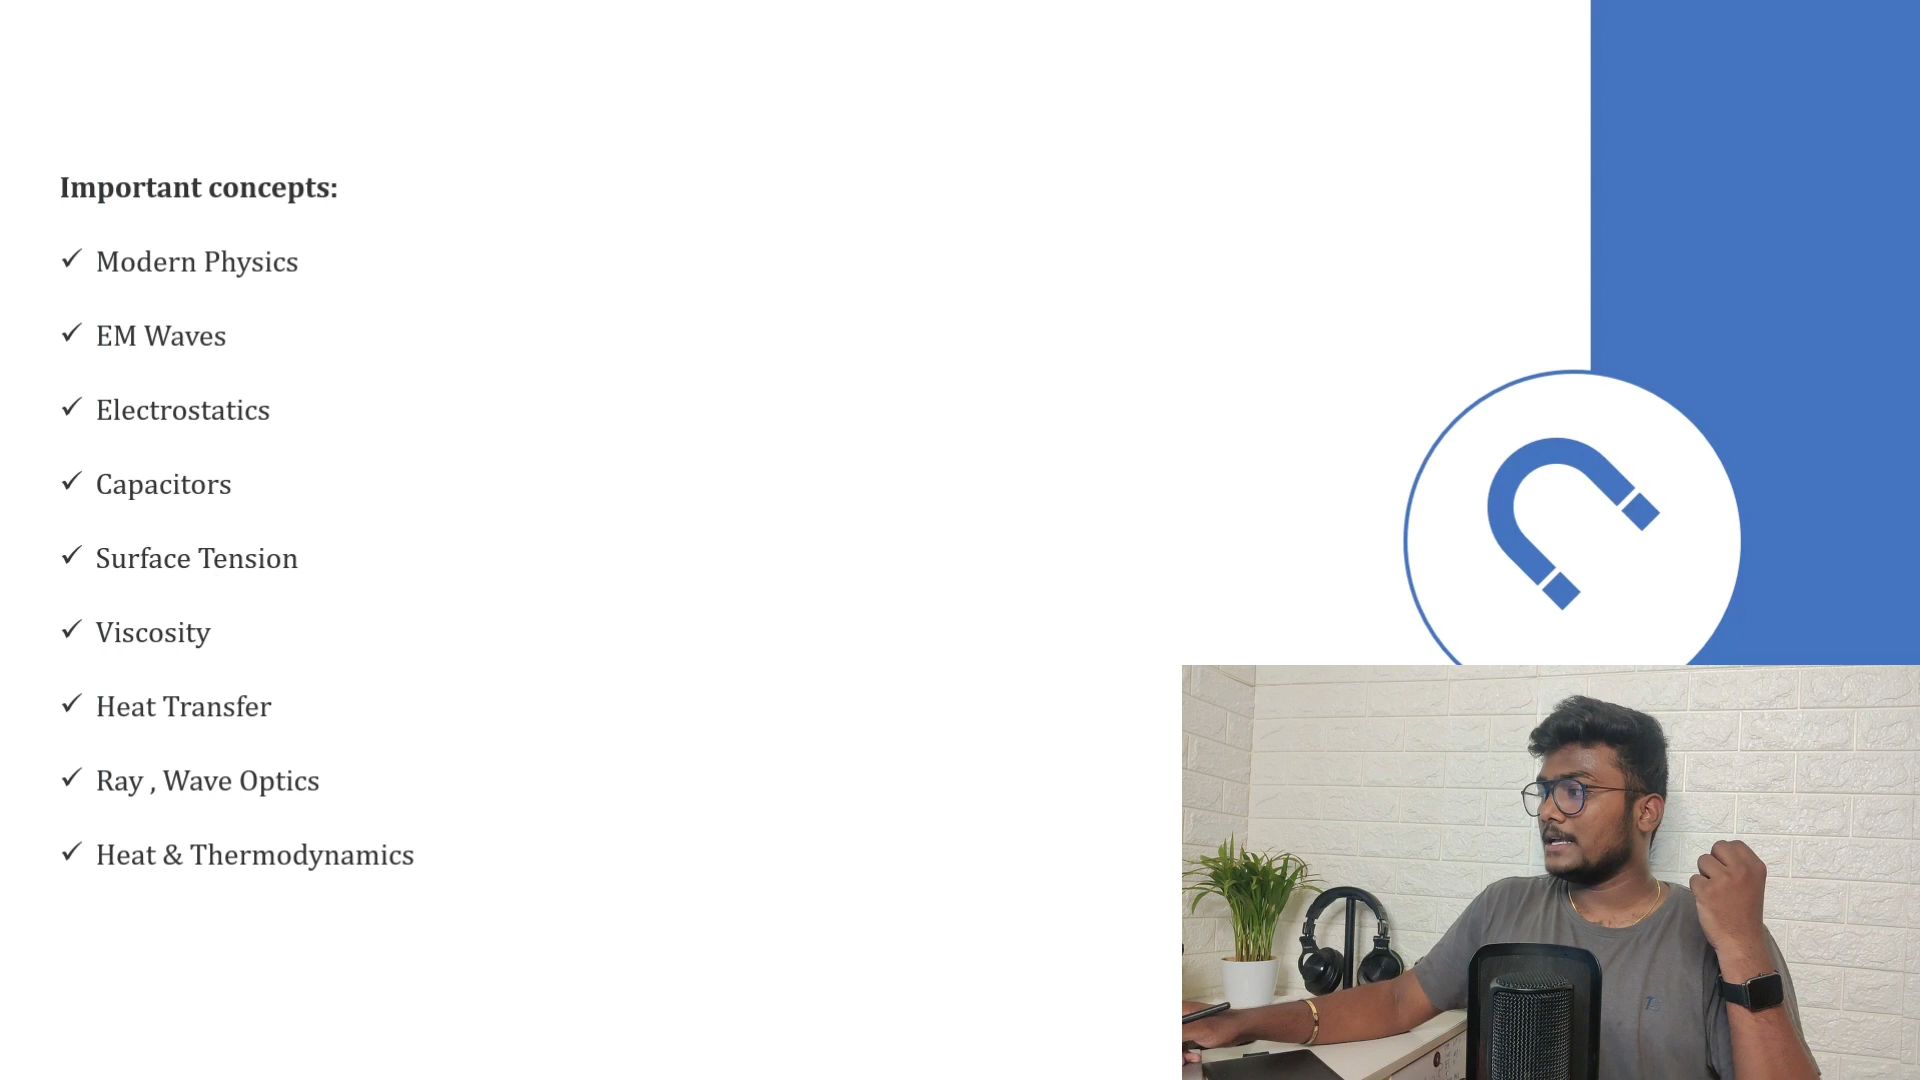 Important concepts:
✓ Modern Physics
✓ EM Waves
✓ Electrostatics
✓ Capacitors
✓ Surface Tension
✓ Viscosity
✓ Heat Transfer
✓ Ray , Wave Optics
✓ Heat & Thermodynamics